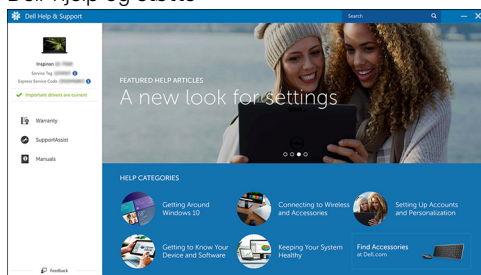 Dell Hjelp og støtte
Dell Help & Support
Search
Inspiron
Service Tag
Express Service Code
Important drivers are current
Warranty
SupportAssist
Manuals
Feedback
FEATURED HELP ARTICLES
A new look for settings
HELP CATEGORIES
Getting Around
Windows 10
Connecting to Wireless
and Accessories
Setting Up Accounts
and Personalization
Getting to Know Your
Device and Software
Keeping Your System
Healthy
Find Accessories
at Dell.com